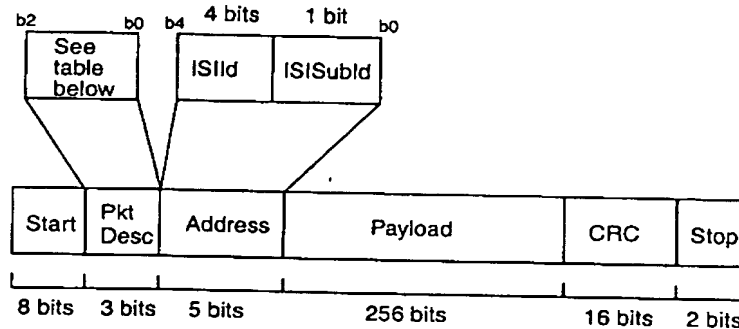 4 bits 1 bit
b2 b0 b4 b0
See
table
below
ISIId ISISubId
Start Pkt
Desc Address Payload CRC Stop
8 bits 3 bits 5 bits 256 bits 16 bits 2 bits